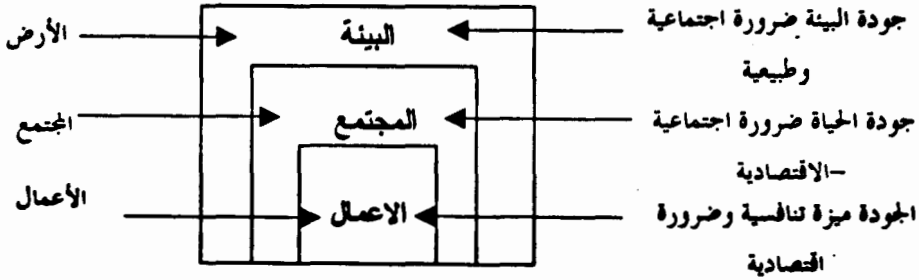 جودة البيئة ضرورة اجتماعية
وطبيعية
البيئة
الأرض
جودة الحياة ضرورة اجتماعية
–الاقتصادية
المجتمع
المجتمع
الجودة ميزة تنافسية وضرورة
اقتصادية
الاعمال
الأعمال